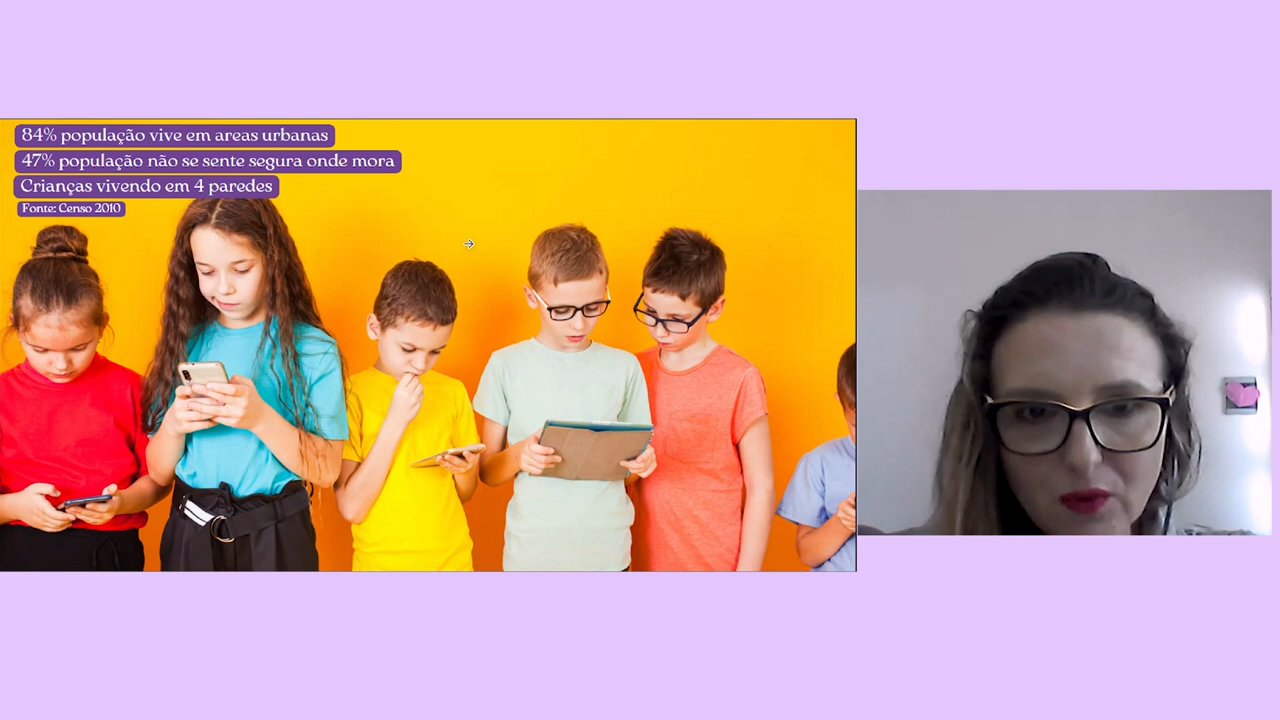 84% população vive em areas urbanas
47% população não se sente segura onde mora
Crianças vivendo em 4 paredes
Fonte: Censo 2010